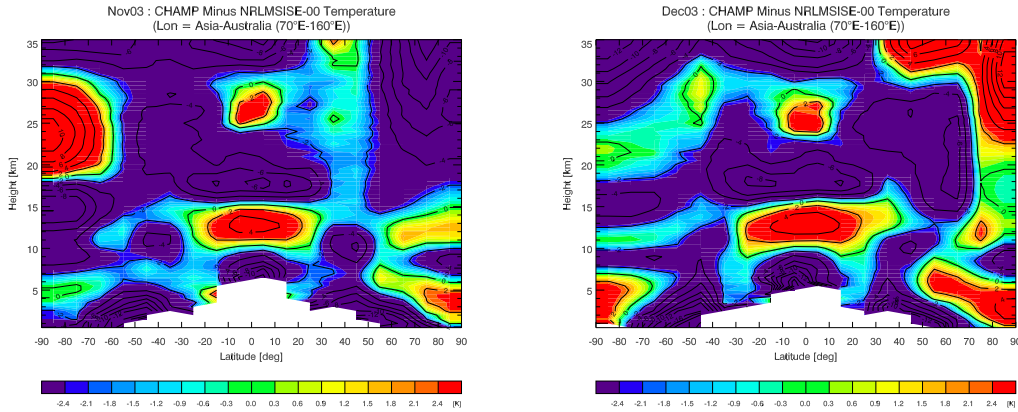 Nov03 : CHAMP Minus NRLMSISE-00 Temperature
(Lon = Asia-Australia (70°E-160°E))
35
30
25
20
15
10
5
Height [km]
-90 -80 -70 -60 -50 -40 -30 -20 -10 0 10 20 30 40 50 60 70 80 90
Latitude [deg]
-2.4 -2.1 -1.8 -1.5 -1.2 -0.9 -0.6 -0.3 0.0 0.3 0.6 0.9 1.2 1.5 1.8 2.1 2.4 [K]
Dec03 : CHAMP Minus NRLMSISE-00 Temperature
(Lon = Asia-Australia (70°E-160°E))
35
30
25
20
15
10
5
Height [km]
-90 -80 -70 -60 -50 -40 -30 -20 -10 0 10 20 30 40 50 60 70 80 90
Latitude [deg]
-2.4 -2.1 -1.8 -1.5 -1.2 -0.9 -0.6 -0.3 0.0 0.3 0.6 0.9 1.2 1.5 1.8 2.1 2.4 [K]